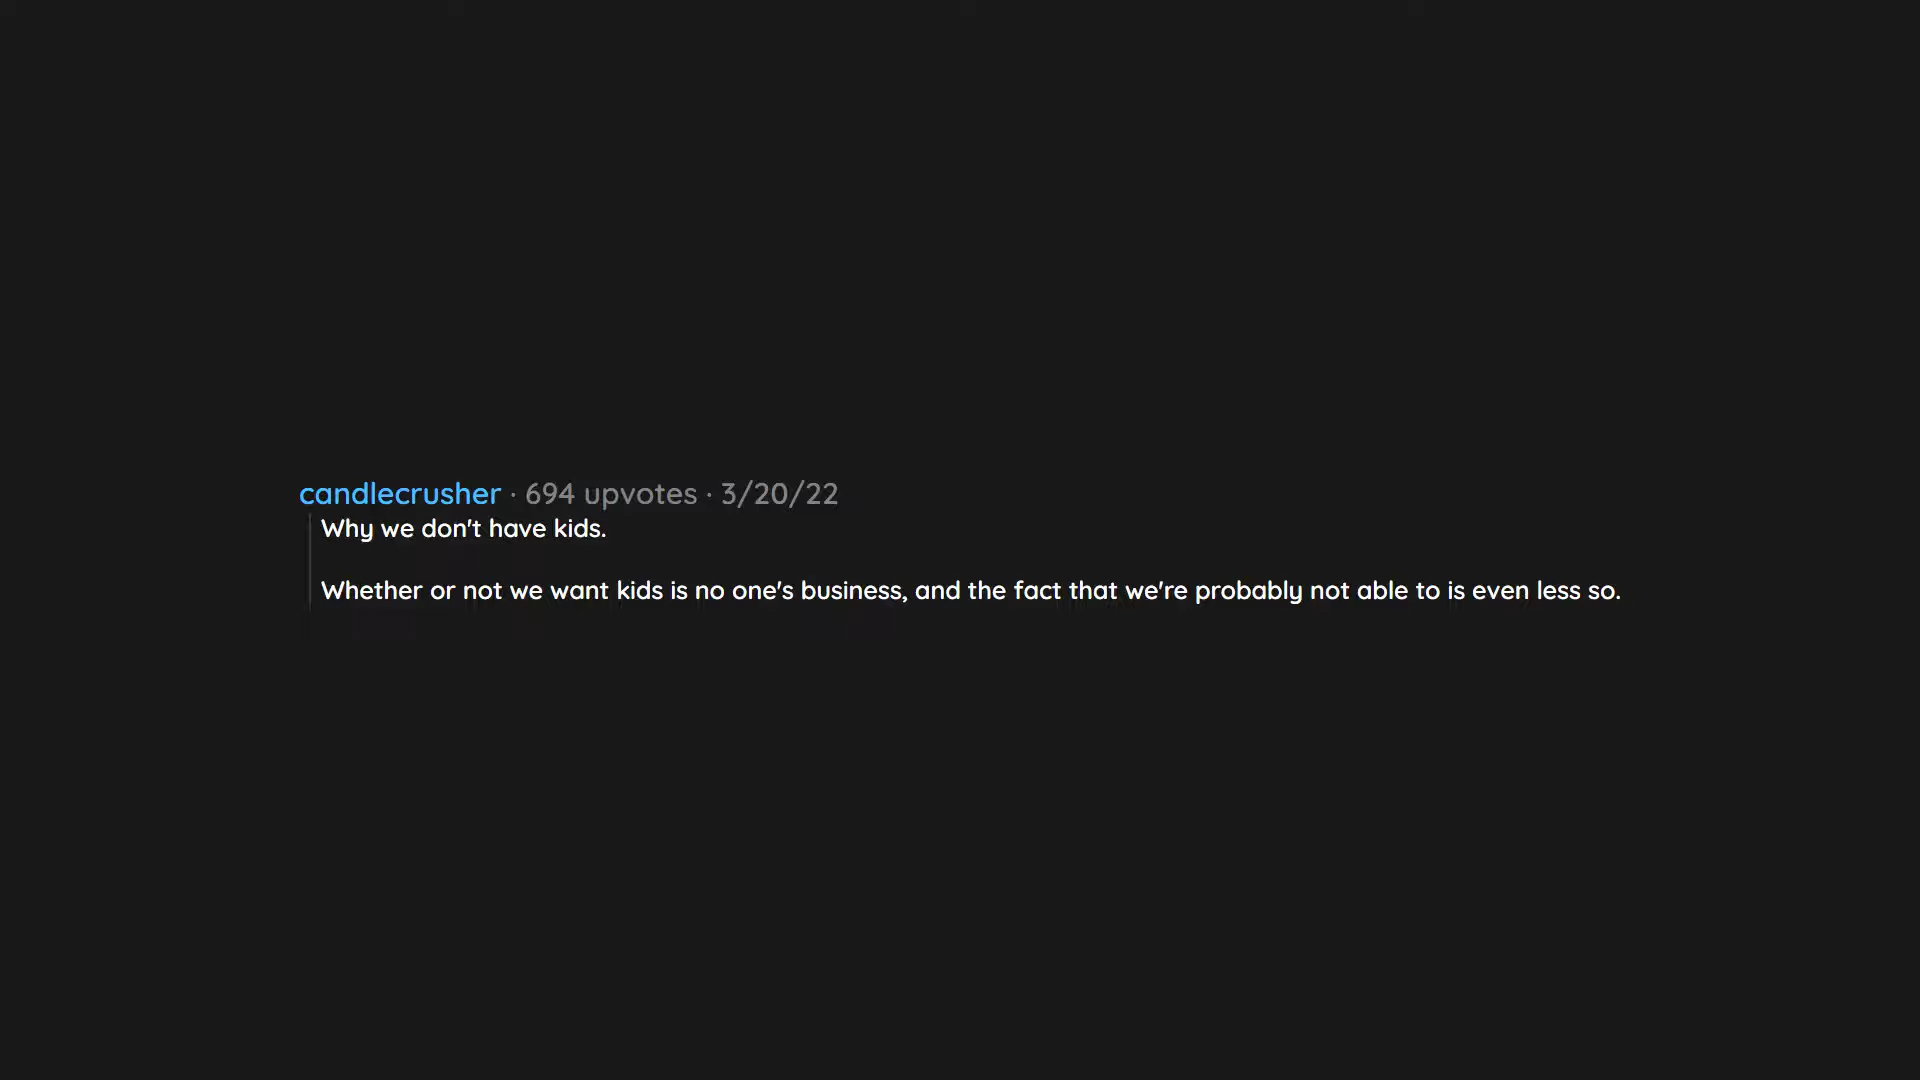 candlecrusher · 694 upvotes · 3/20/22
Why we don't have kids.
Whether or not we want kids is no one's business, and the fact that we're probably not able to is even less so.